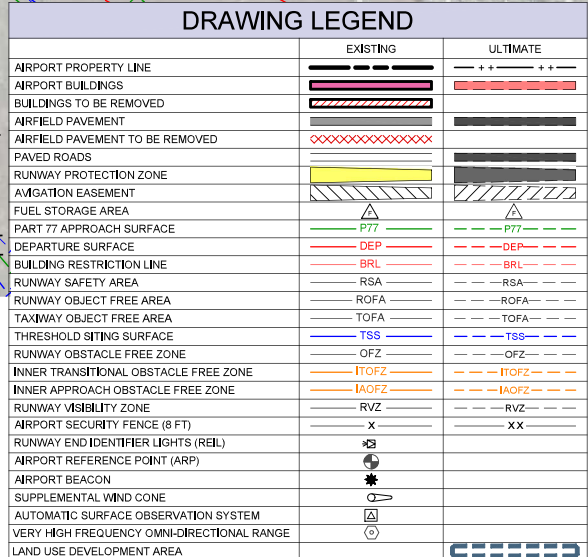 DRAWING LEGEND
EXISTING ULTIMATE
AIRPORT PROPERTY LINE
AIRPORT BUILDINGS
BUILDINGS TO BE REMOVED
AIRFIELD PAVEMENT
AIRFIELD PAVEMENT TO BE REMOVED
PAVED ROADS
RUNWAY PROTECTION ZONE
AVIGATION EASEMENT
FUEL STORAGE AREA F F
PART 77 APPROACH SURFACE P77 P77
DEPARTURE SURFACE DEP DEP
BUILDING RESTRICTION LINE BRL BRL
RUNWAY SAFETY AREA RSA RSA
RUNWAY OBJECT FREE AREA ROFA ROFA
TAXIWAY OBJECT FREE AREA TOFA TOFA
THRESHOLD SITING SURFACE TSS TSS
RUNWAY OBSTACLE FREE ZONE OFZ OFZ
INNER TRANSITIONAL OBSTACLE FREE ZONE ITOFZ ITOFZ
INNER APPROACH OBSTACLE FREE ZONE IAOFZ IAOFZ
RUNWAY VISIBILITY ZONE RVZ RVZ
AIRPORT SECURITY FENCE (8 FT) X X X
RUNWAY END IDENTIFIER LIGHTS (REIL)
AIRPORT REFERENCE POINT (ARP)
AIRPORT BEACON
SUPPLEMENTAL WIND CONE
AUTOMATIC SURFACE OBSERVATION SYSTEM
VERY HIGH FREQUENCY OMNI-DIRECTIONAL RANGE
LAND USE DEVELOPMENT AREA